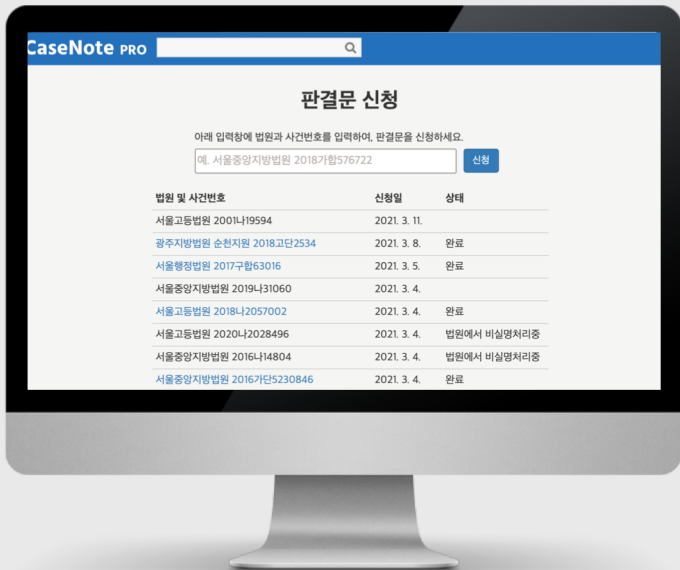 CaseNote PRO
판결문 신청
아래 입력창에 법원과 사건번호를 입력하여, 판결문을 신청하세요.
예. 서울중앙지방법원 2018가합576722 신청
법원 및 사건번호 신청일 상태
서울고등법원 2001나19594 2021. 3. 11.
광주지방법원 순천지원 2018고단2534 2021. 3. 8. 완료
서울행정법원 2017구합63016 2021. 3. 5. 완료
서울중앙지방법원 2019나31060 2021. 3. 4.
서울고등법원 2018나2057002 2021. 3. 4. 완료
서울고등법원 2020나2028496 2021. 3. 4. 법원에서 비실명처리중
서울중앙지방법원 2016나14804 2021. 3. 4. 법원에서 비실명처리중
서울중앙지방법원 2016가단5230846 2021. 3. 4. 완료